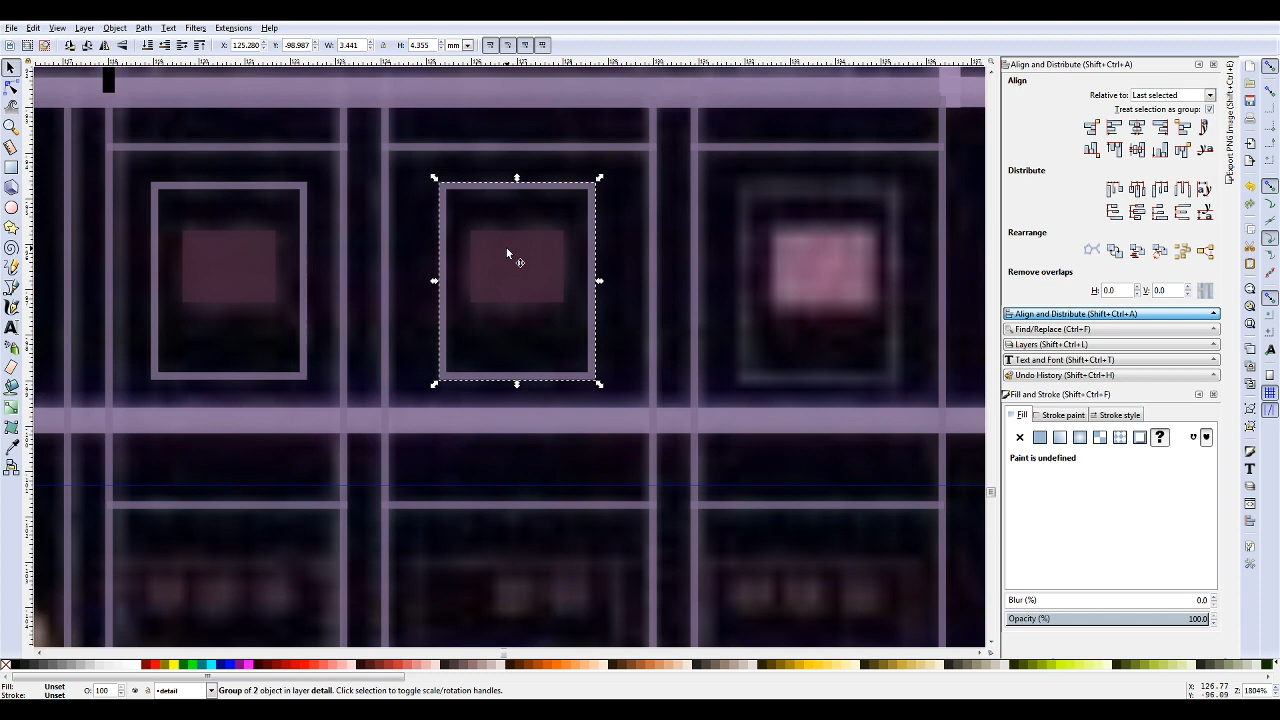 File Edit View Layer Object Path Text Filters Extensions Help
X: 125.280 Y: -98.987 W: 3.441 H: 4.355 mm
Align and Distribute (Shift+Ctrl+A)
Align
Relative to: Last selected
Treat selection as group:
Distribute
Rearrange
Remove overlaps
H: 0.0 V: 0.0
Align and Distribute (Shift+Ctrl+A)
Find/Replace (Ctrl+F)
Layers (Shift+Ctrl+L)
Text and Font (Shift+Ctrl+T)
Undo History (Shift+Ctrl+H)
Fill and Stroke (Shift+Ctrl+F)
Fill Stroke paint Stroke style
Paint is undefined
Blur (%) 0.0
Opacity (%) 100.0
Export PNG Image (Shift+Ctrl+E)
Fill: Unset
Stroke: Unset
O: 100
•detail
Group of 2 object in layer detail. Click selection to toggle scale/rotation handles.
X: 126.77
Y: -96.09
Z: 1804%